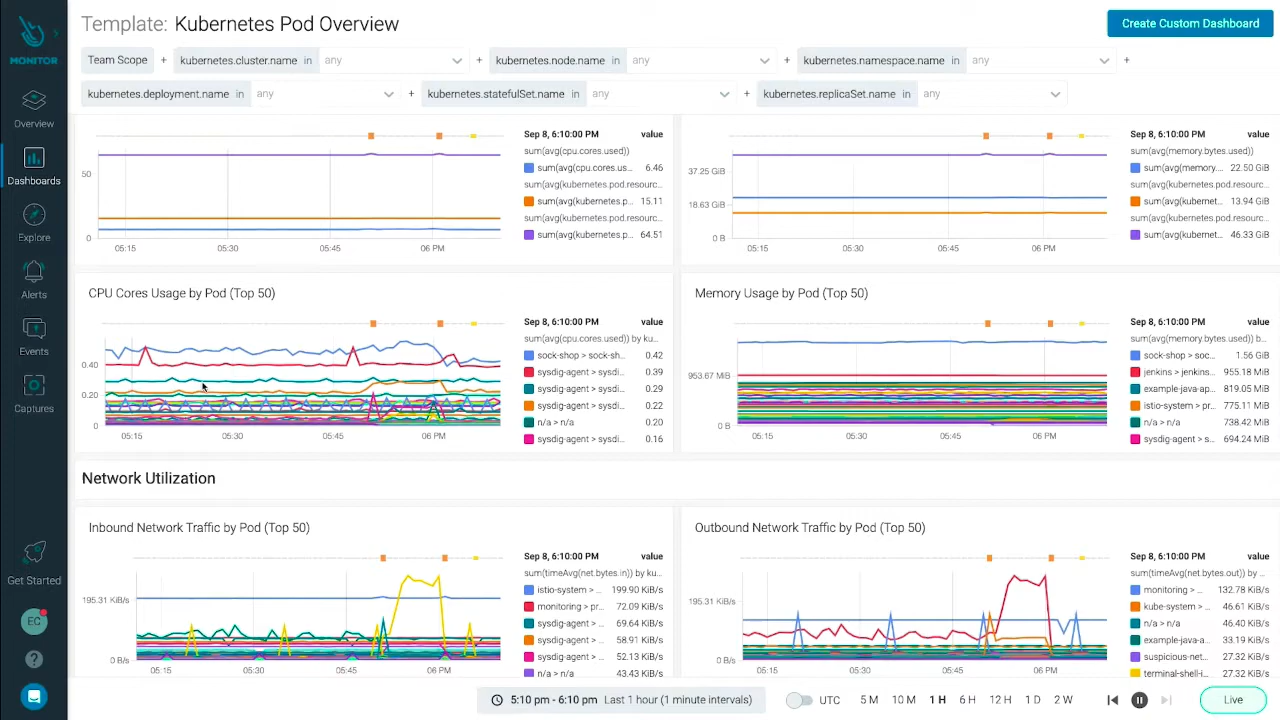 Template: Kubernetes Pod Overview
Create Custom Dashboard
MONITOR
Team Scope + kubernetes.cluster.name in any + kubernetes.node.name in any + kubernetes.namespace.name in any +
kubernetes.deployment.name in any + kubernetes.statefulSet.name in any + kubernetes.replicaSet.name in any
Overview
Dashboards
Explore
Alerts
Events
Captures
Get Started
EC
?
Sep 8, 6:10:00 PM value
sum(avg(cpu.cores.used))
sum(avg(cpu.cores.us... 6.46
sum(avg(kubernetes.pod.resourc...
sum(avg(kubernetes.p... 15.11
sum(avg(kubernetes.pod.resourc...
sum(avg(kubernetes.p... 64.51
50
0
05:15 05:30 05:45 06 PM
Sep 8, 6:10:00 PM value
sum(avg(memory.bytes.used))
sum(avg(memory.... 22.50 GiB
sum(avg(kubernetes.pod.resourc...
sum(avg(kubernet... 13.94 GiB
sum(avg(kubernetes.pod.resourc...
sum(avg(kubernet... 46.33 GiB
37.25 GiB
18.63 GiB
0 B
05:15 05:30 05:45 06 PM
CPU Cores Usage by Pod (Top 50)
Sep 8, 6:10:00 PM value
sum(avg(cpu.cores.used)) by ku...
sock-shop > sock-sh... 0.42
sysdig-agent > sysdi... 0.39
sysdig-agent > sysdi... 0.29
sysdig-agent > sysdi... 0.22
n/a > n/a 0.20
sysdig-agent > sysdi... 0.16
0.40
0.20
0
05:15 05:30 05:45 06 PM
Memory Usage by Pod (Top 50)
Sep 8, 6:10:00 PM value
sum(avg(memory.bytes.used)) b...
sock-shop > soc... 1.56 GiB
jenkins > jenkins... 955.18 MiB
example-java-ap... 819.05 MiB
istio-system > pr... 775.11 MiB
n/a > n/a 738.42 MiB
sysdig-agent > s... 694.24 MiB
953.67 MiB
0 B
05:15 05:30 05:45 06 PM
Network Utilization
Inbound Network Traffic by Pod (Top 50)
Sep 8, 6:10:00 PM value
sum(timeAvg(net.bytes.in)) by ku...
istio-system > ... 199.90 KiB/s
monitoring > pr... 72.09 KiB/s
sysdig-agent > ... 69.64 KiB/s
sysdig-agent > ... 58.91 KiB/s
sysdig-agent > ... 52.13 KiB/s
n/a > n/a 43.43 KiB/s
195.31 KiB/s
0 B/s
05:15 05:30 05:45 06 PM
Outbound Network Traffic by Pod (Top 50)
Sep 8, 6:10:00 PM value
sum(timeAvg(net.bytes.out)) by ...
monitoring > ... 132.78 KiB/s
kube-system > ... 46.61 KiB/s
n/a > n/a 46.40 KiB/s
example-java-a... 33.19 KiB/s
suspicious-net... 27.32 KiB/s
terminal-shell-i... 27.32 KiB/s
195.31 KiB/s
0 B/s
05:15 05:30 05:45 06 PM
5:10 pm - 6:10 pm Last 1 hour (1 minute intervals) UTC 5 M 10 M 1 H 6 H 12 H 1 D 2 W Live